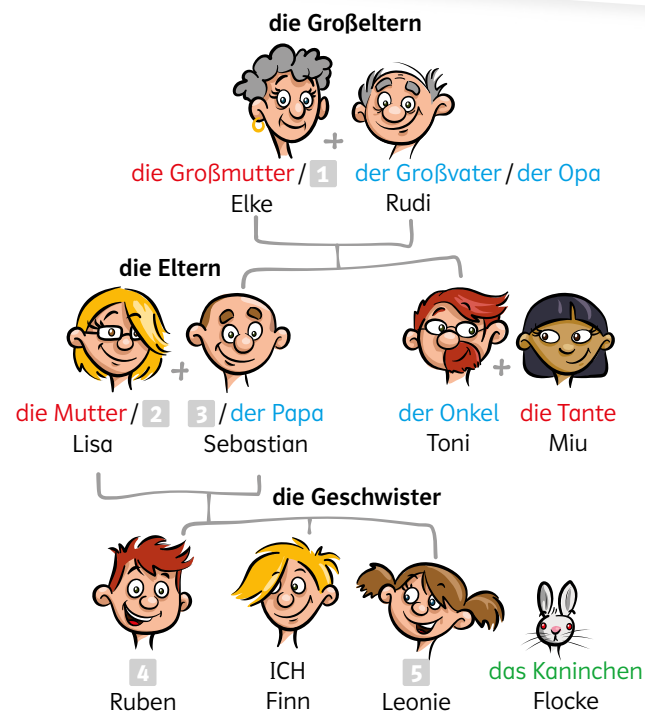 die Großeltern
die Großmutter / 1 der Großvater / der Opa
Elke Rudi
die Eltern
die Mutter / 2 3 / der Papa der Onkel die Tante
Lisa Sebastian Toni Miu
die Geschwister
4 ICH 5 das Kaninchen
Ruben Finn Leonie Flocke